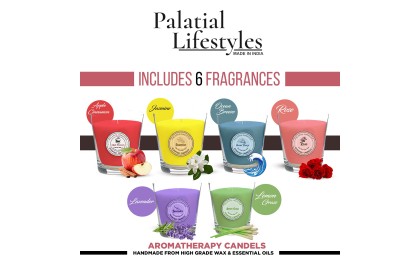 Palatial
Lifestyles
MADE IN INDIA
INCLUDES 6 FRAGRANCES
Apple
Cinnamon
Jasmine
Ocean
Breeze
Rose
Lavender
Lemon
Grass
AROMATHERAPY CANDELS
HANDMADE FROM HIGH GRADE WAX & ESSENTIAL OILS